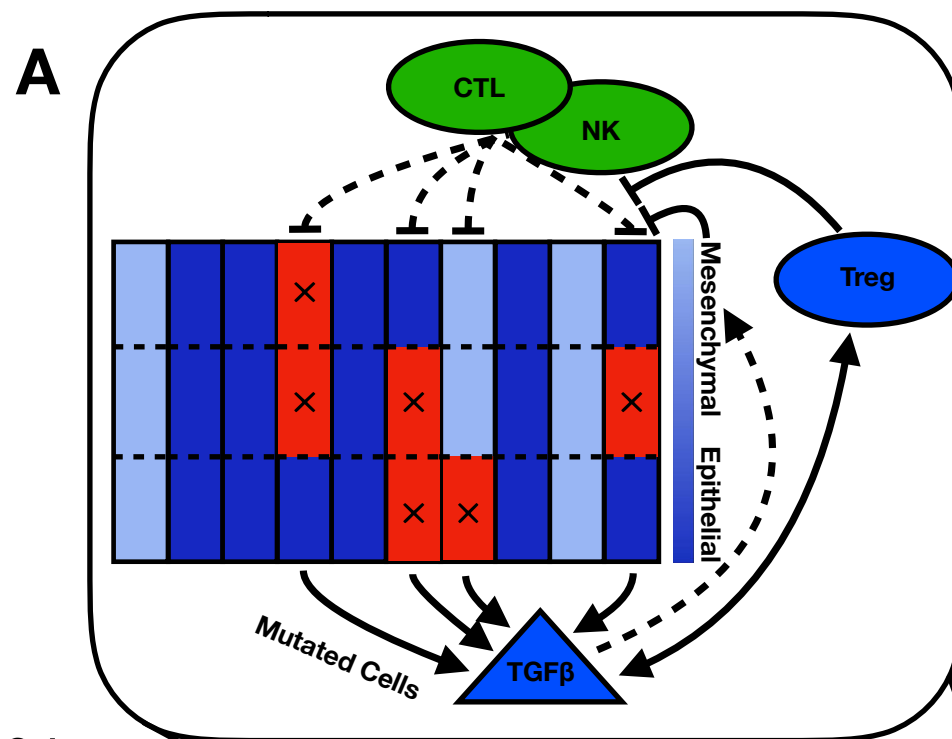 A
CTL
NK
Treg
Mesenchymal
Epithelial
Mutated Cells
TGFβ